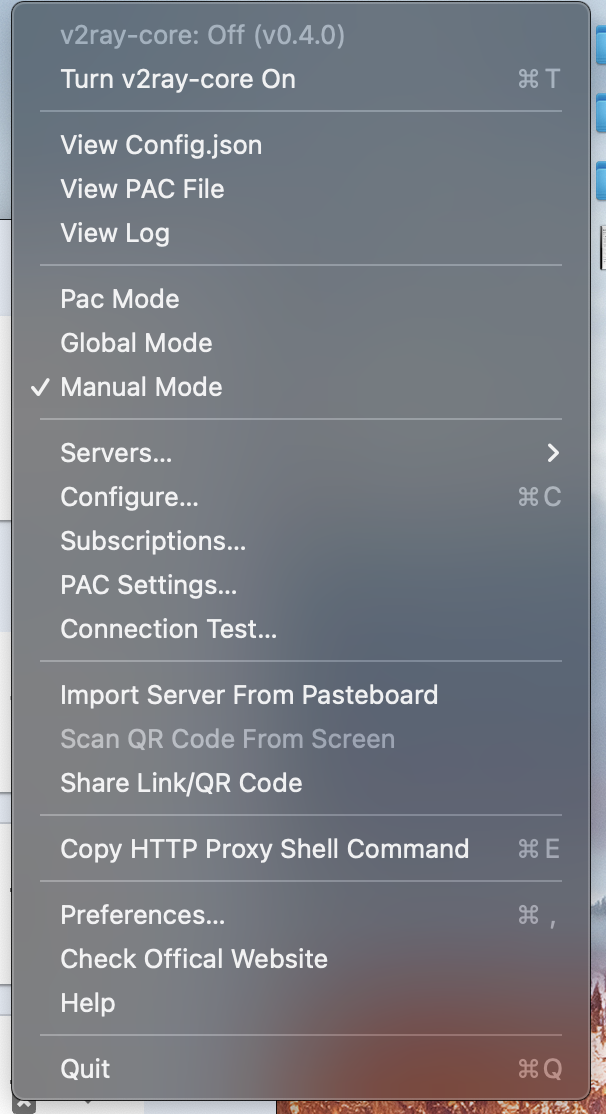 v2ray-core: Off (v0.4.0)
Turn v2ray-core On ⌘T
View Config.json
View PAC File
View Log
Pac Mode
Global Mode
✓ Manual Mode
Servers...
Configure... ⌘C
Subscriptions...
PAC Settings...
Connection Test...
Import Server From Pasteboard
Scan QR Code From Screen
Share Link/QR Code
Copy HTTP Proxy Shell Command ⌘E
Preferences... ⌘,
Check Offical Website
Help
Quit ⌘Q